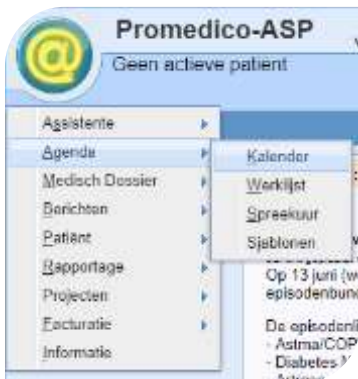 Promedico-ASP
Geen actieve patient
Assistente
Agenda
Medisch Dossier
Berichten
Patiënt
Rapportage
Projecten
Facturatie
Informatie
Kalender
Werklijst
Spreekuur
Sjablonen
Op 13 juni (w
episodenbund
De episodenli
- Astma/COP
- Diabetes